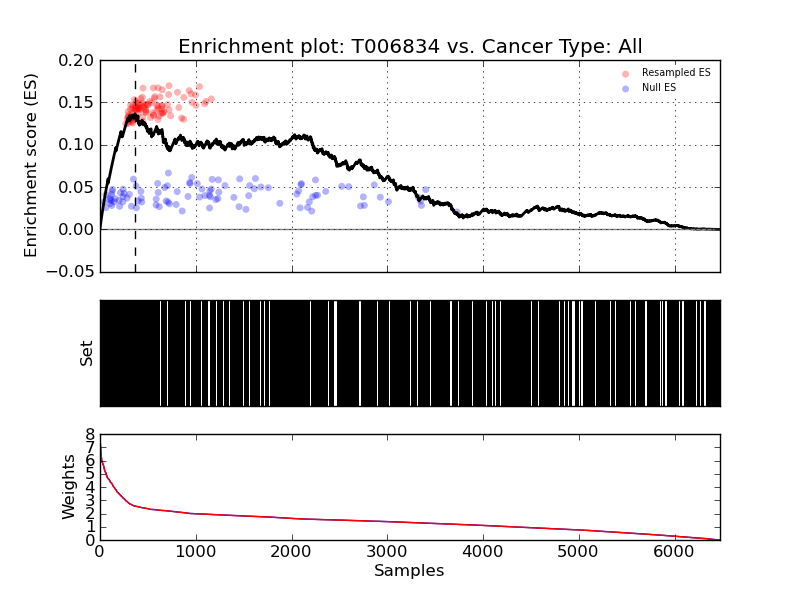 Enrichment plot: T006834 vs. Cancer Type: All
Enrichment score (ES)
0.20
0.15
0.10
0.05
0.00
−0.05
Resampled ES
Null ES
Set
Weights
8
7
6
5
4
3
2
1
0
0 1000 2000 3000 4000 5000 6000
Samples